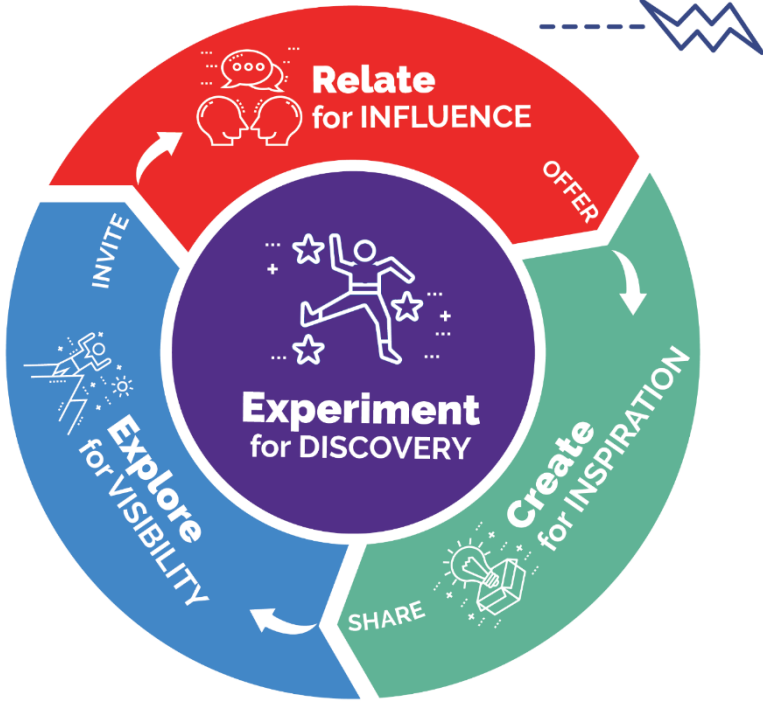 Relate
for INFLUENCE
OFFER
Create
for INSPIRATION
SHARE
Explore
for VISIBILITY
INVITE
Experiment
for DISCOVERY